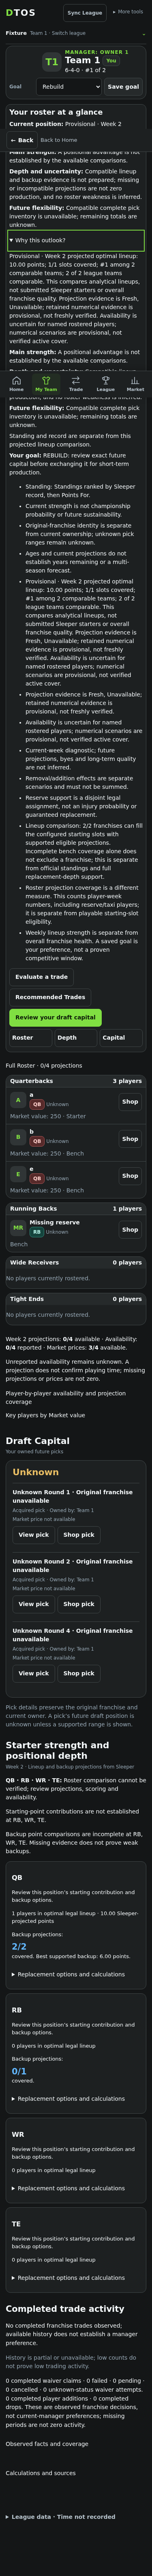 DTOS
Sync League
▸ More tools
Fixture Team 1 · Switch league
T1
MANAGER: OWNER 1
Team 1 You
6-4-0 · #1 of 2
Goal
Rebuild
Save goal
Your roster at a glance
Current position: Provisional · Week 2
← Back
Back to Home
established by the available comparisons.
Depth and uncertainty: Compatible lineup
and backup evidence is not proved; missing
or incomplete projections are not zero
production, and no roster weakness is inferred.
Future flexibility: Compatible complete pick
inventory is unavailable; remaining trades are
unknown.
▾ Why this outlook?
Provisional · Week 2 projected optimal lineup:
10.00 points; 1/1 slots covered; #1 among 2
comparable teams; 2 of 2 league teams
comparable. This compares analytical lineups,
not submitted Sleeper starters or overall
franchise quality. Projection evidence is Fresh,
Unavailable; retained numerical evidence is
provisional, not freshly verified. Availability is
uncertain for named rostered players;
numerical scenarios are provisional, not
verified active cover.
Main strength: A positional advantage is not
established by the available comparisons.
Home
My Team
Trade
League
Market
Future flexibility: Compatible complete pick
inventory is unavailable; remaining trades are
unknown.
Standing and roster are separate from this
projected lineup comparison.
Your goal: REBUILD: review exact future
capital before exchanging it for short-term
projection.
• Standing: Standings ranked by Sleeper
record, then Points For.
• Current strength is not championship
probability or future sustainability.
• Original-franchise identity is separate
from current ownership; unknown pick
ranges remain unknown.
• Ages and current projections do not
establish years remaining or a multi-
season forecast.
• Provisional · Week 2 projected optimal
lineup: 10.00 points; 1/1 slots covered;
#1 among 2 comparable teams; 2 of 2
league teams comparable. This
compares analytical lineups, not
submitted Sleeper starters or overall
franchise quality. Projection evidence is
Fresh, Unavailable; retained numerical
evidence is provisional, not freshly
verified. Availability is uncertain for
named rostered players; numerical
scenarios are provisional, not verified
active cover.
• Projection evidence is Fresh, Unavailable;
retained numerical evidence is
provisional, not freshly verified.
• Availability is uncertain for named
rostered players; numerical scenarios are
provisional, not verified active cover.
• Current-week diagnostic; future
projections, byes and long-term quality
are not inferred.
• Removal/addition effects are separate
scenarios and must not be summed.
• Reserve support is a disjoint legal
assignment, not an injury probability or
guaranteed replacement.
• Lineup comparison: 2/2 franchises can fill
the configured starting slots with
supported eligible projections.
Incomplete bench coverage alone does
not exclude a franchise; this is separate
from official standings and full
replacement-depth support.
• Roster projection coverage is a different
measure. This counts player-week
numbers, including reserved players; it
is separate from playable starting-slot
eligibility.
• Weekly lineup strength is separate from
overall franchise health. A saved goal is
your preference, not a proven
competitive window.
Evaluate a trade
Recommended Trades
Review your draft capital
Roster
Depth
Capital
Full Roster · 0/4 projections
Quarterbacks 3 players
A
a
QB Unknown
Shop
Market value: 250 · Starter
B
b
QB Unknown
Shop
Market value: 250 · Bench
E
e
QB Unknown
Shop
Market value: 250 · Bench
Running Backs 1 players
MR
Missing reserve
RB Unknown
Shop
Bench
Wide Receivers 0 players
No players currently rostered.
Tight Ends 0 players
No players currently rostered.
Week 2 projections: 0/4 available · Availability:
0/4 reported · Market prices: 3/4 available.
Unreported availability remains unknown. A
projection does not confirm playing time; missing
projections or prices are not zero.
Player-by-player availability and projection
coverage
Key players by Market value
Draft Capital
Your owned future picks
Unknown
Unknown Round 1 · Original franchise
unavailable
Acquired pick · Owned by: Team 1
Market price not available
View pick
Shop pick
Unknown Round 2 · Original franchise
unavailable
Acquired pick · Owned by: Team 1
Market price not available
View pick
Shop pick
Unknown Round 4 · Original franchise
unavailable
Acquired pick · Owned by: Team 1
Market price not available
View pick
Shop pick
Pick details preserve the original franchise and
current owner. A pick's future draft position is
unknown unless a supported range is shown.
Starter strength and
positional depth
Week 2 · Lineup and backup projections from Sleeper
QB · RB · WR · TE: Roster comparison cannot be
verified; review projections, scoring and
availability.
Starting-point contributions are not established
at RB, WR, TE.
Backup point comparisons are incomplete at RB,
WR, TE. Missing evidence does not prove weak
backups.
QB
Review this position's starting contribution and
backup options.
1 players in optimal legal lineup · 10.00 Sleeper-
projected points
Backup projections:
2/2
covered. Best supported backup: 6.00 points.
▸ Replacement options and calculations
RB
Review this position's starting contribution and
backup options.
0 players in optimal legal lineup
Backup projections:
0/1
covered.
▸ Replacement options and calculations
WR
Review this position's starting contribution and
backup options.
0 players in optimal legal lineup
▸ Replacement options and calculations
TE
Review this position's starting contribution and
backup options.
0 players in optimal legal lineup
▸ Replacement options and calculations
Completed trade activity
No completed franchise trades observed;
available history does not establish a manager
preference.
History is partial or unavailable; low counts do
not prove low trading activity.
0 completed waiver claims · 0 failed · 0 pending ·
0 cancelled · 0 unknown-status waiver attempts.
0 completed player additions · 0 completed
drops. These are observed franchise decisions,
not current-manager preferences; missing
periods are not zero activity.
Observed facts and coverage
Calculations and sources
▸ League data · Time not recorded